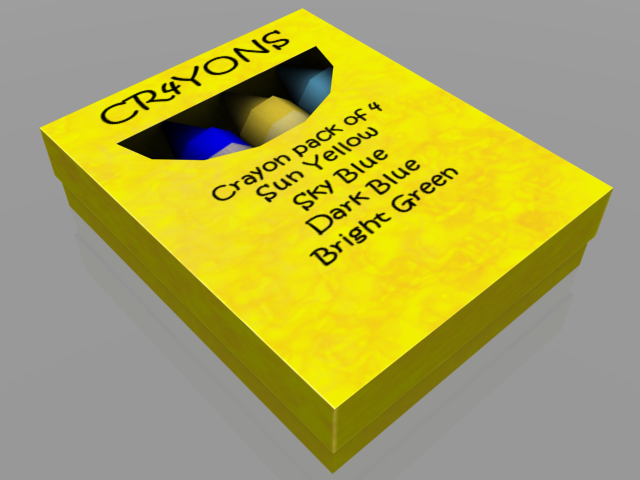 CR4YONS
Crayon pack of 4
Sun Yellow
Sky Blue
Dark Blue
Bright Green